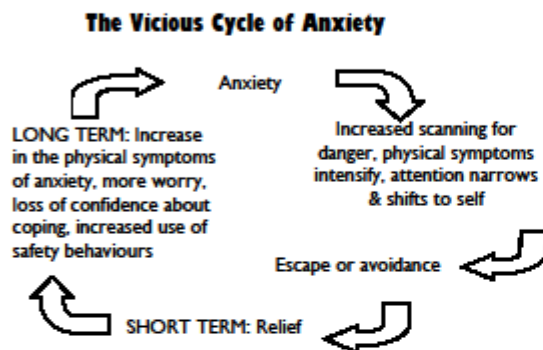 The Vicious Cycle of Anxiety
Anxiety
Increased scanning for
danger, physical symptoms
intensify, attention narrows
& shifts to self
Escape or avoidance
SHORT TERM: Relief
LONG TERM: Increase
in the physical symptoms
of anxiety, more worry,
loss of confidence about
coping, increased use of
safety behaviours